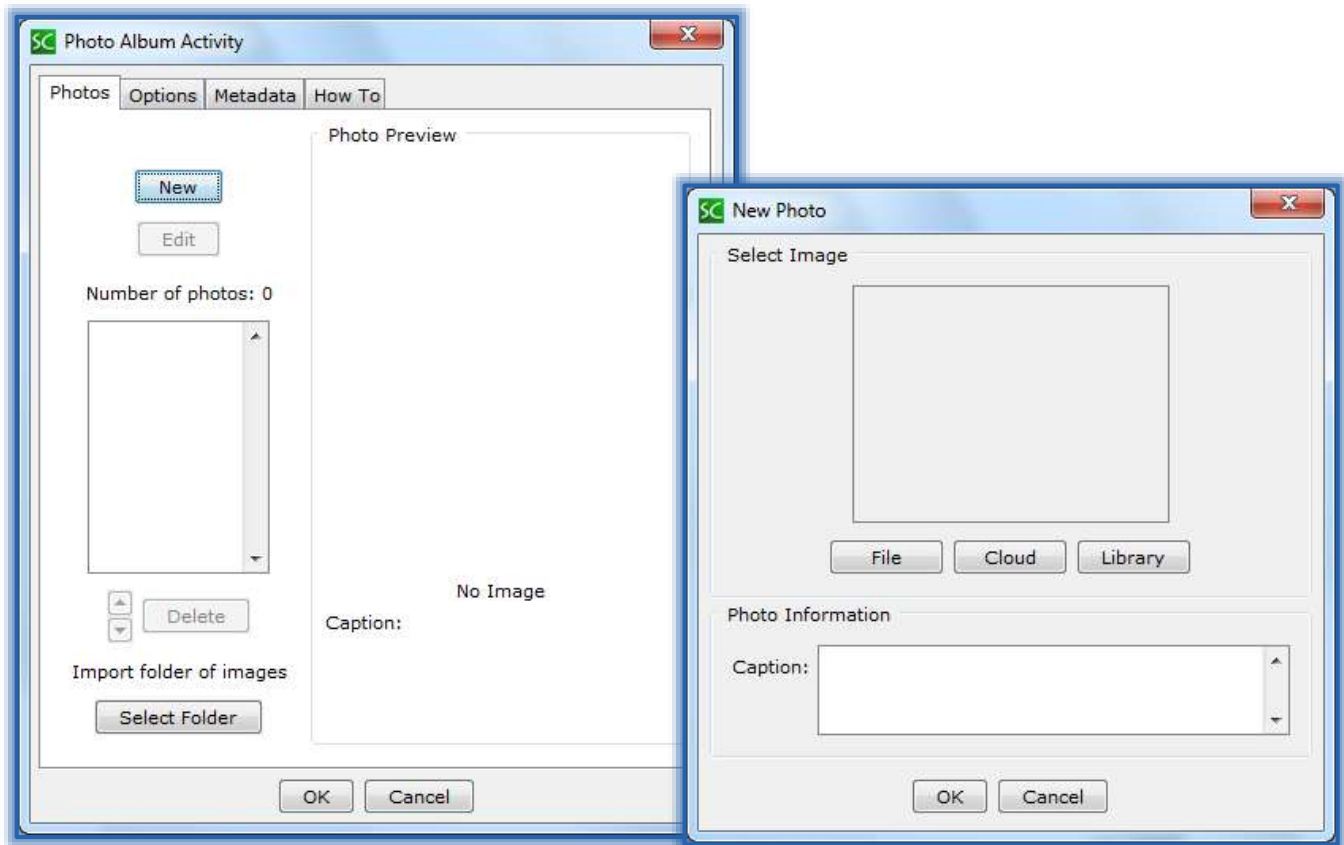 SC Photo Album Activity
X
Photos Options Metadata How To
Photo Preview
New
Edit
Number of photos: 0
No Image
Delete
Caption:
Import folder of images
Select Folder
OK Cancel
SC New Photo
X
Select Image
File Cloud Library
Photo Information
Caption:
OK Cancel